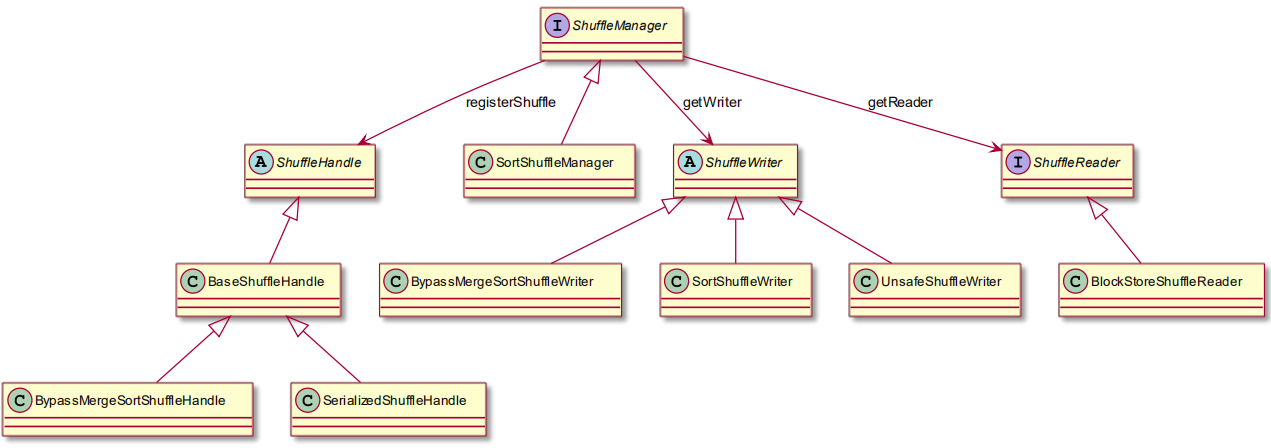 I ShuffleManager
registerShuffle
getWriter
getReader
A ShuffleHandle
C SortShuffleManager
A ShuffleWriter
I ShuffleReader
C BaseShuffleHandle
C BypassMergeSortShuffleWriter
C SortShuffleWriter
C UnsafeShuffleWriter
C BlockStoreShuffleReader
C BypassMergeSortShuffleHandle
C SerializedShuffleHandle